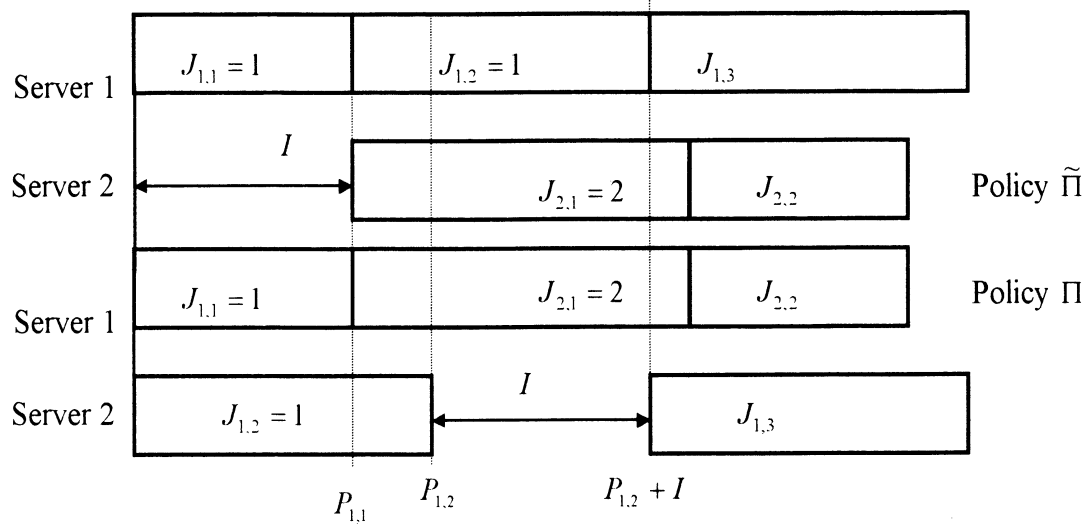 Server 1 J₁,₁ = 1 J₁,₂ = 1 J₁,₃
I
Server 2 J₂,₁ = 2 J₂,₂ Policy Π̃
Server 1 J₁,₁ = 1 J₂,₁ = 2 J₂,₂ Policy Π
I
Server 2 J₁,₂ = 1 J₁,₃
P₁,₁ P₁,₂ P₁,₂ + I